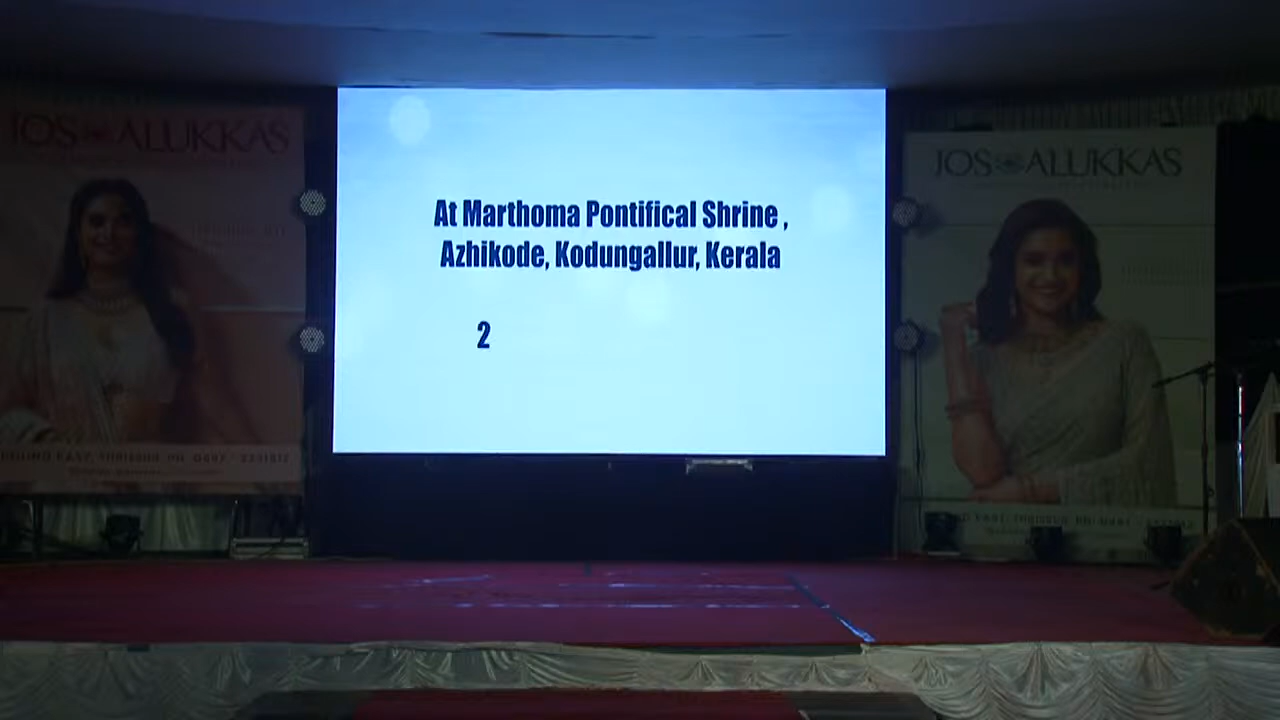 JOS ALUKKAS
At Marthoma Pontifical Shrine ,
Azhikode, Kodungallur, Kerala
2
JOS ALUKKAS